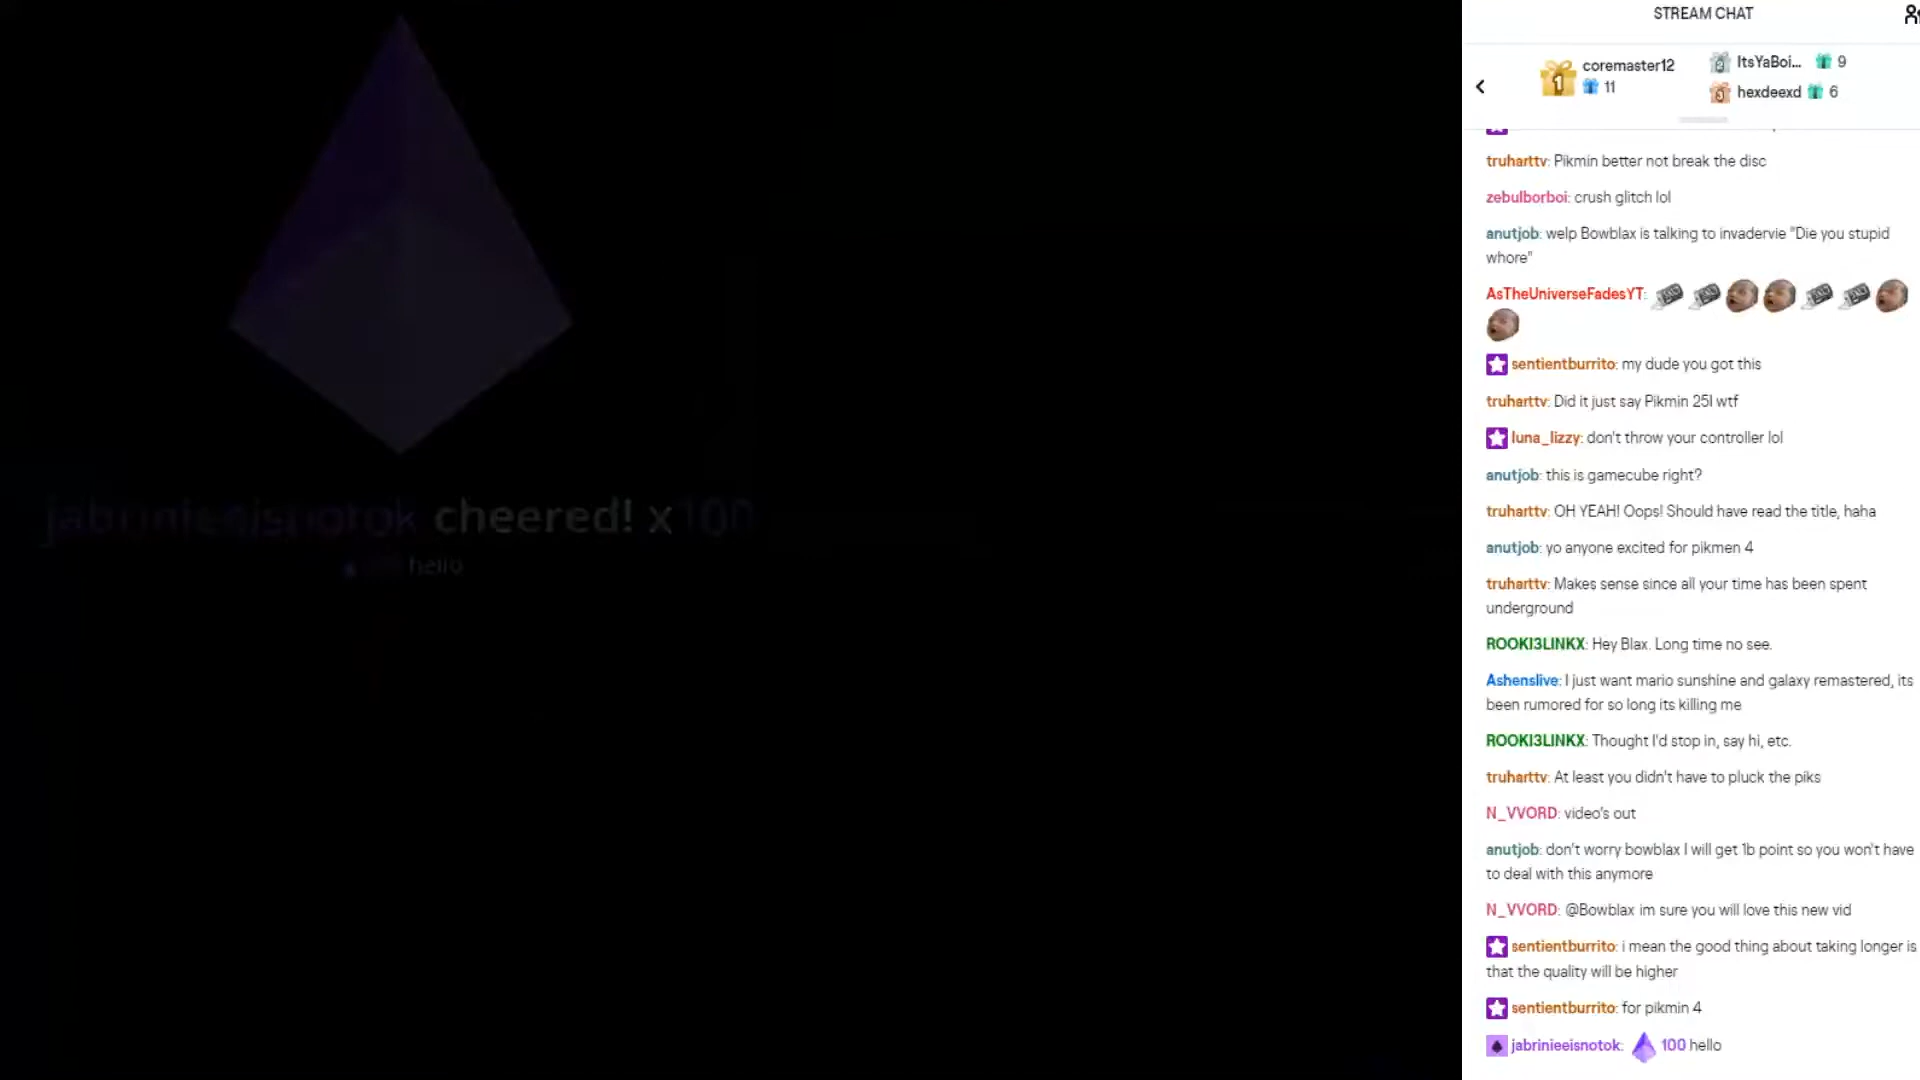 STREAM CHAT
coremaster12
11
ItsYaBoi... 9
hexdeexd 6
truharttv: Pikmin better not break the disc
zebulborboi: crush glitch lol
anutjob: welp Bowblax is talking to invadervie "Die you stupid
whore"
AsTheUniverseFadesYT:
sentientburrito: my dude you got this
truharttv: Did it just say Pikmin 251 wtf
luna_lizzy: don't throw your controller lol
anutjob: this is gamecube right?
truharttv: OH YEAH! Oops! Should have read the title, haha
anutjob: yo anyone excited for pikmen 4
truharttv: Makes sense since all your time has been spent
underground
ROOKI3LINKX: Hey Blax. Long time no see.
Ashenslive: I just want mario sunshine and galaxy remastered, its
been rumored for so long its killing me
ROOKI3LINKX: Thought I'd stop in, say hi, etc.
truharttv: At least you didn't have to pluck the piks
N_VVORD: video's out
anutjob: don't worry bowblax I will get 1b point so you won't have
to deal with this anymore
N_VVORD: @Bowblax im sure you will love this new vid
sentientburrito: i mean the good thing about taking longer is
that the quality will be higher
sentientburrito: for pikmin 4
jabrinieeisnotok: 100 hello
jabrinieeisnotok cheered! x100
hello